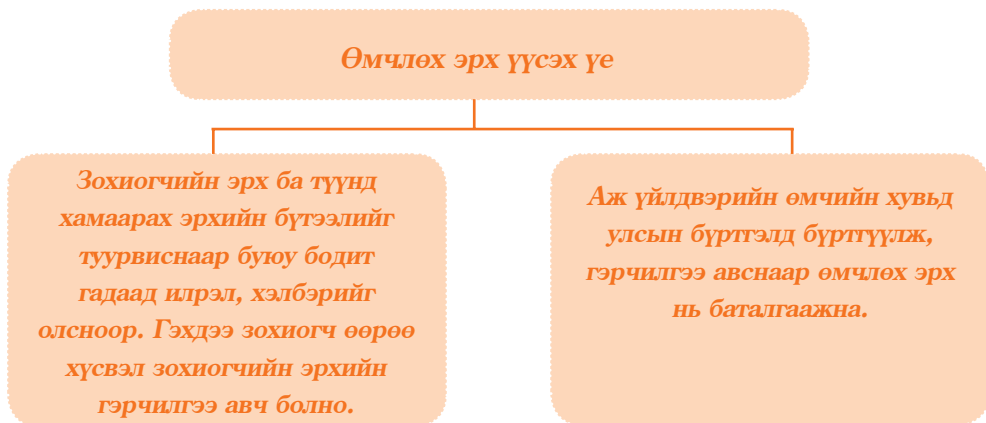 Өмчлөх эрх үүсэх үе
Зохиогчийн эрх ба түүнд
хамаарах эрхийн бүтээлийг
туурвиснаар буюу бодит
гадаад илрэл, хэлбэрийг
олсноор. Гэхдээ зохиогч өөрөө
хүсвэл зохиогчийн эрхийн
гэрчилгээ авч болно.
Аж үйлдвэрийн өмчийн хувьд
улсын бүртгэлд бүртгүүлж,
гэрчилгээ авснаар өмчлөх эрх
нь баталгаажна.